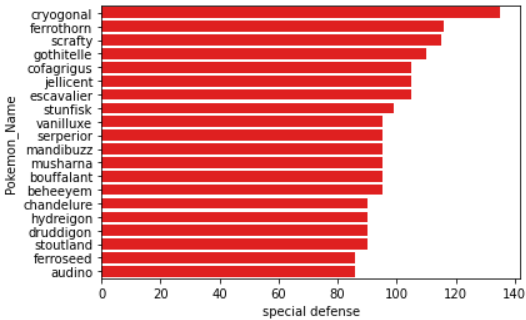 Pokemon_Name
cryogonal
ferrothorn
scrafty
gothitelle
cofagrigus
jellicent
escavalier
stunfisk
vanilluxe
serperior
mandibuzz
musharna
bouffalant
beheeyem
chandelure
hydreigon
druddigon
stoutland
ferroseed
audino
0 20 40 60 80 100 120 140
special defense